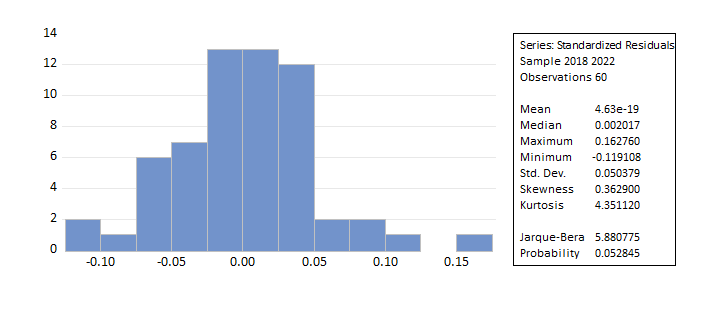 14
12
10
8
6
4
2
0
-0.10 -0.05 0.00 0.05 0.10 0.15
Series: Standardized Residuals
Sample 2018 2022
Observations 60
Mean 4.63e-19
Median 0.002017
Maximum 0.162760
Minimum -0.119108
Std. Dev. 0.050379
Skewness 0.362900
Kurtosis 4.351120
Jarque-Bera 5.880775
Probability 0.052845